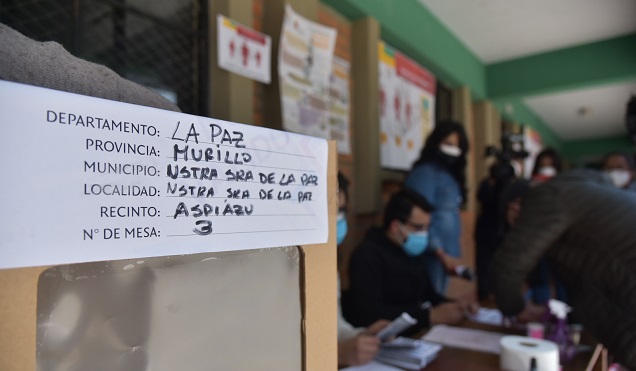 DEPARTAMENTO: LA PAZ
PROVINCIA: MURILLO
MUNICIPIO: NSTRA SRA DE LA PAZ
LOCALIDAD: NSTRA SRA DE LA PAZ
RECINTO: ASPIAZU
N° DE MESA: 3